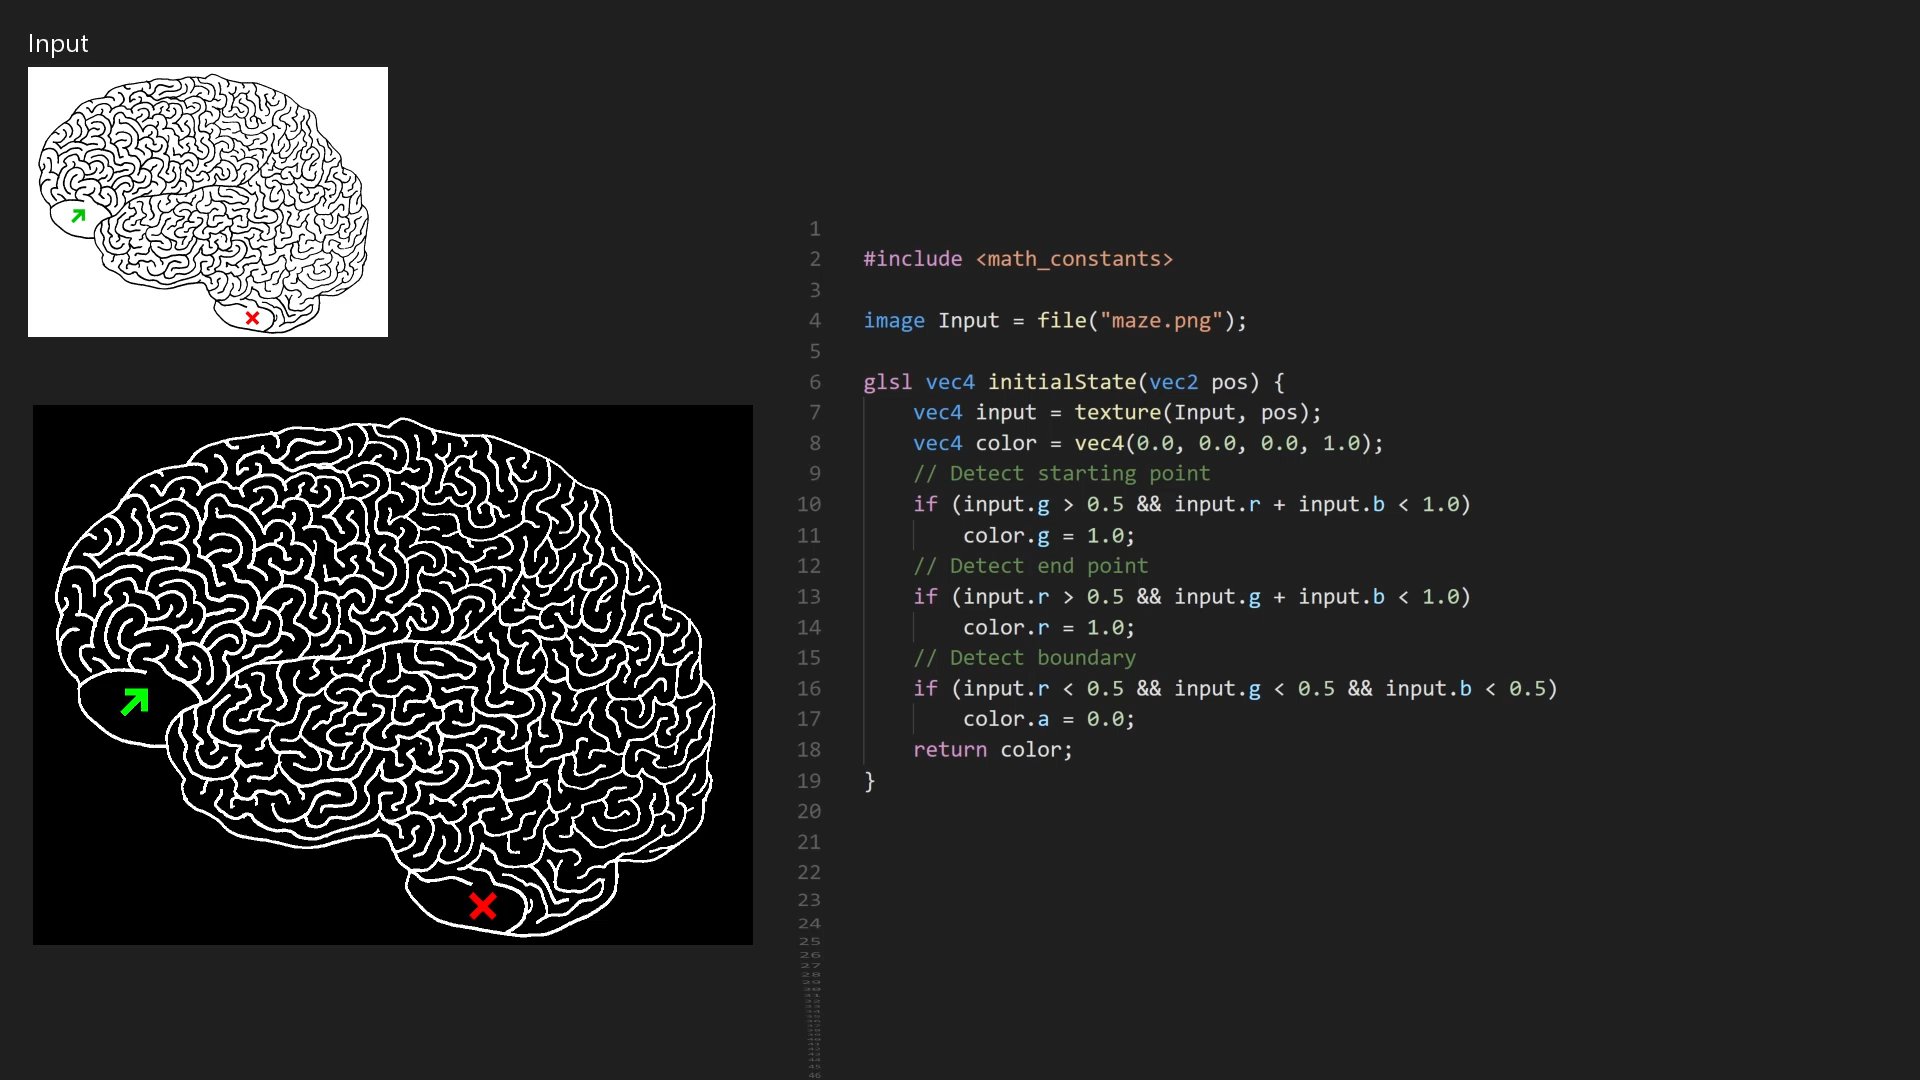 Input
1
2 #include <math_constants>
3
4 image Input = file("maze.png");
5
6 glsl vec4 initialState(vec2 pos) {
7 vec4 input = texture(Input, pos);
8 vec4 color = vec4(0.0, 0.0, 0.0, 1.0);
9 // Detect starting point
10 if (input.g > 0.5 && input.r + input.b < 1.0)
11 color.g = 1.0;
12 // Detect end point
13 if (input.r > 0.5 && input.g + input.b < 1.0)
14 color.r = 1.0;
15 // Detect boundary
16 if (input.r < 0.5 && input.g < 0.5 && input.b < 0.5)
17 color.a = 0.0;
18 return color;
19 }
20
21
22
23
24
25
26
27
28
46